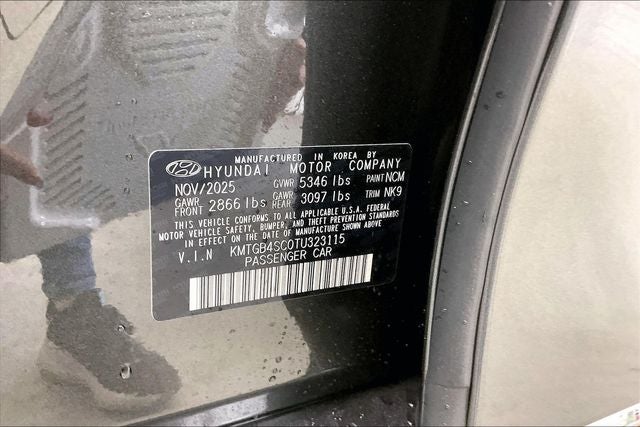 MANUFACTURED IN KOREA BY
HYUNDAI MOTOR COMPANY
NOV/2025 GVWR 5346 lbs PAINT NCM
GAWR FRONT 2866 lbs GAWR REAR 3097 lbs TRIM NK9
THIS VEHICLE CONFORMS TO ALL APPLICABLE U.S.A. FEDERAL
MOTOR VEHICLE SAFETY, BUMPER, AND THEFT PREVENTION STANDARDS
IN EFFECT ON THE DATE OF MANUFACTURE SHOWN ABOVE
V.I.N KMTGB4SC0TU323115
PASSENGER CAR